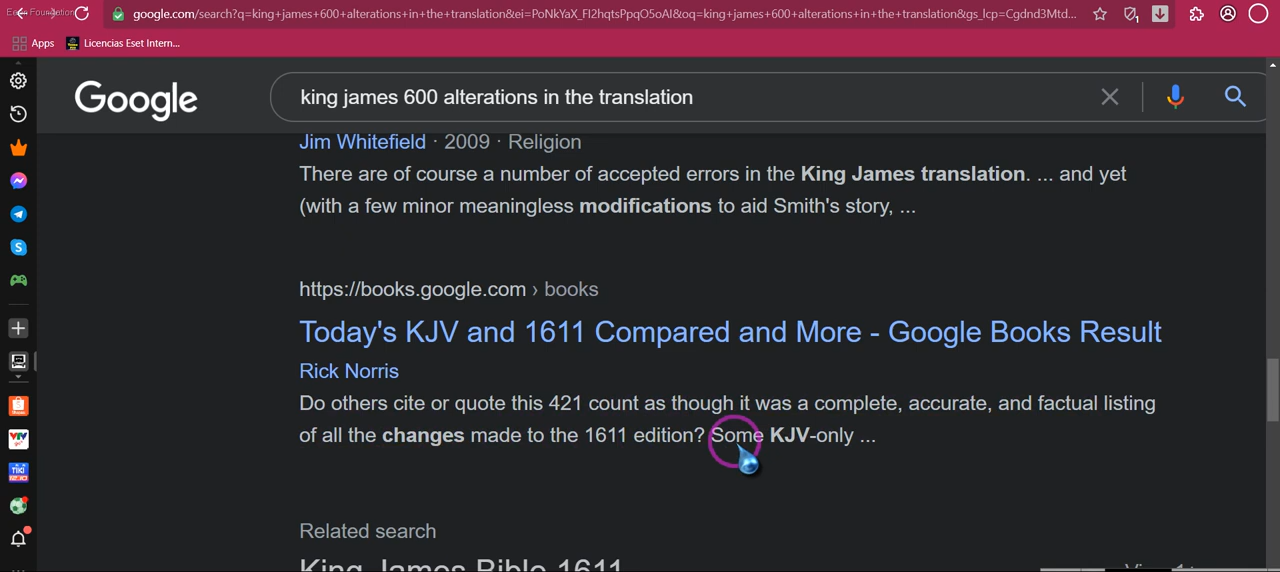 Earth Foundation
google.com/search?q=king+james+600+alterations+in+the+translation&ei=PoNkYaX_FI2hqtsPpqO5oAI&oq=king+james+600+alterations+in+the+translation&gs_lcp=Cgdnd3Mtd...
Apps
Licencias Eset Intern...
Google
king james 600 alterations in the translation
Jim Whitefield · 2009 · Religion
There are of course a number of accepted errors in the King James translation. ... and yet
(with a few minor meaningless modifications to aid Smith's story, ...
https://books.google.com › books
Today's KJV and 1611 Compared and More - Google Books Result
Rick Norris
Do others cite or quote this 421 count as though it was a complete, accurate, and factual listing
of all the changes made to the 1611 edition? Some KJV-only ...
Related search
King James Bible 1611
VTV
TIKI